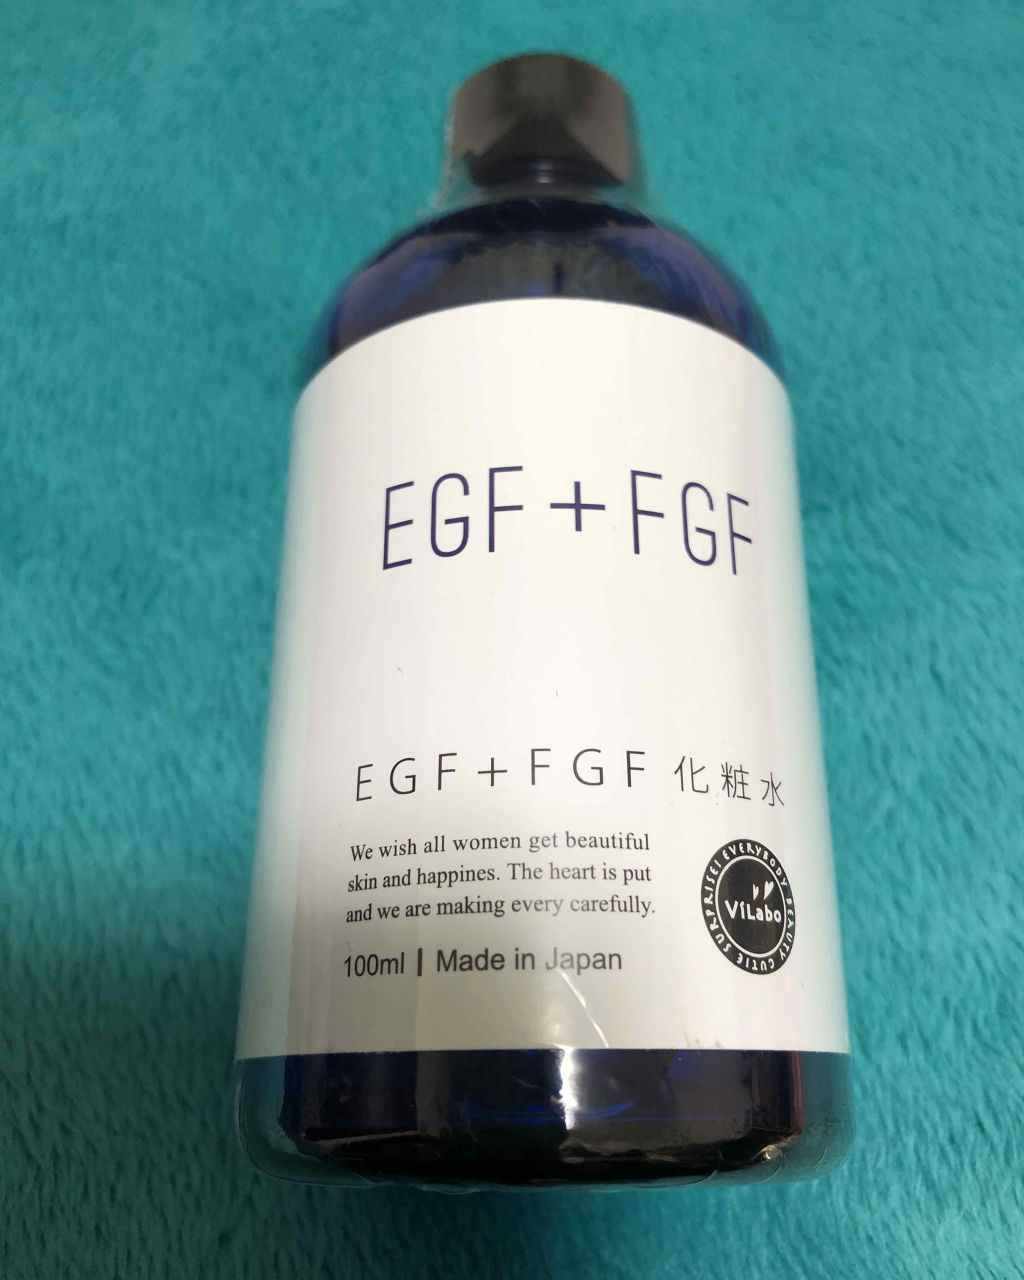 EGF+FGF
EGF+FGF 化粧水
We wish all women get beautiful
skin and happines. The heart is put
and we are making every carefully.
100ml | Made in Japan
SURPRISE! EVERYBODY BEAUTY CUTIE
ViLabo